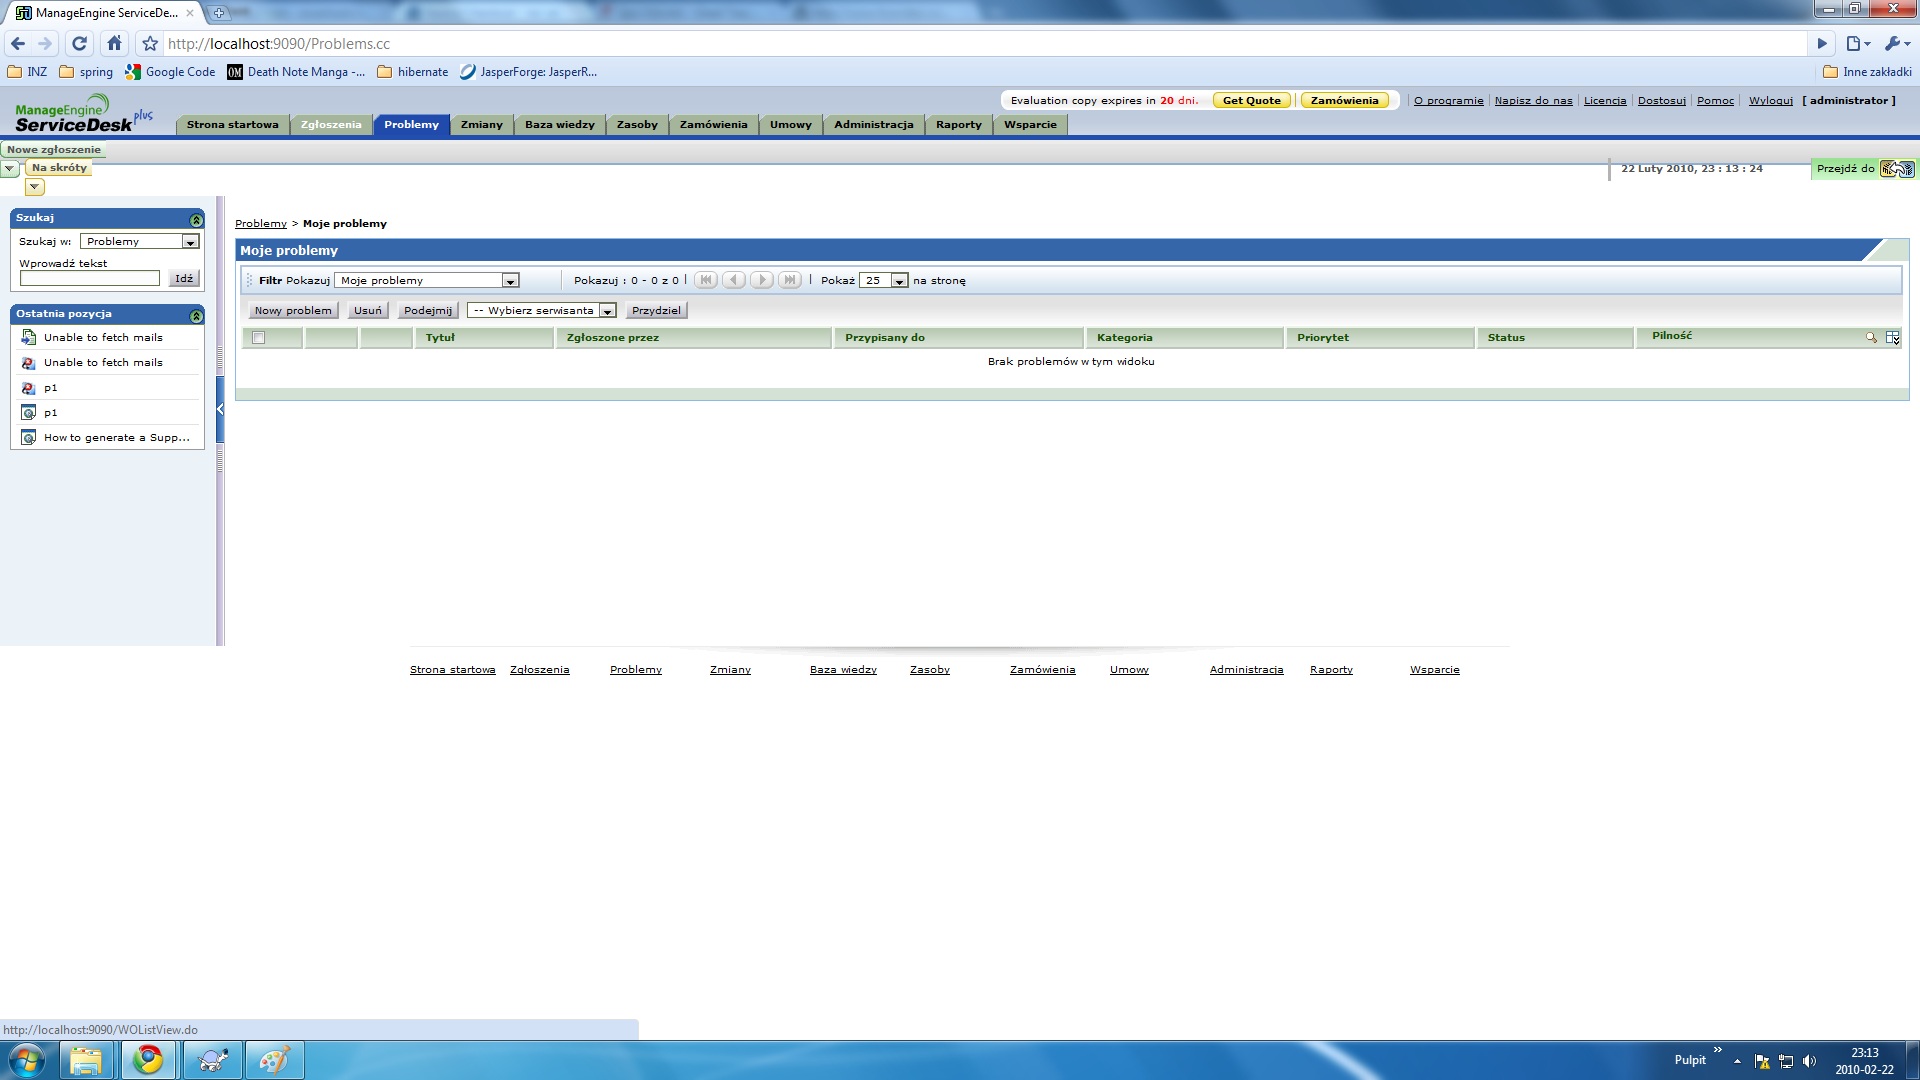 ManageEngine ServiceDe...
http://localhost:9090/Problems.cc
INZ spring Google Code Death Note Manga -... hibernate JasperForge: JasperR... Inne zakładki
ManageEngine ServiceDesk plus
Evaluation copy expires in 20 dni. Get Quote Zamówienia O programie Napisz do nas Licencja Dostosuj Pomoc Wyloguj [ administrator ]
Strona startowa Zgłoszenia Problemy Zmiany Baza wiedzy Zasoby Zamówienia Umowy Administracja Raporty Wsparcie
Nowe zgłoszenie
Na skróty
22 Luty 2010, 23 : 13 : 24 Przejdź do
Szukaj
Szukaj w: Problemy
Wprowadź tekst
Idź
Ostatnia pozycja
Unable to fetch mails
Unable to fetch mails
p1
p1
How to generate a Supp...
Problemy > Moje problemy
Moje problemy
Filtr Pokazuj Moje problemy Pokazuj : 0 - 0 z 0 | Pokaż 25 na stronę
Nowy problem Usuń Podejmij -- Wybierz serwisanta Przydziel
Tytuł Zgłoszone przez Przypisany do Kategoria Priorytet Status Pilność
Brak problemów w tym widoku
Strona startowa Zgłoszenia Problemy Zmiany Baza wiedzy Zasoby Zamówienia Umowy Administracja Raporty Wsparcie
http://localhost:9090/WOListView.do
Pulpit » 23:13
2010-02-22